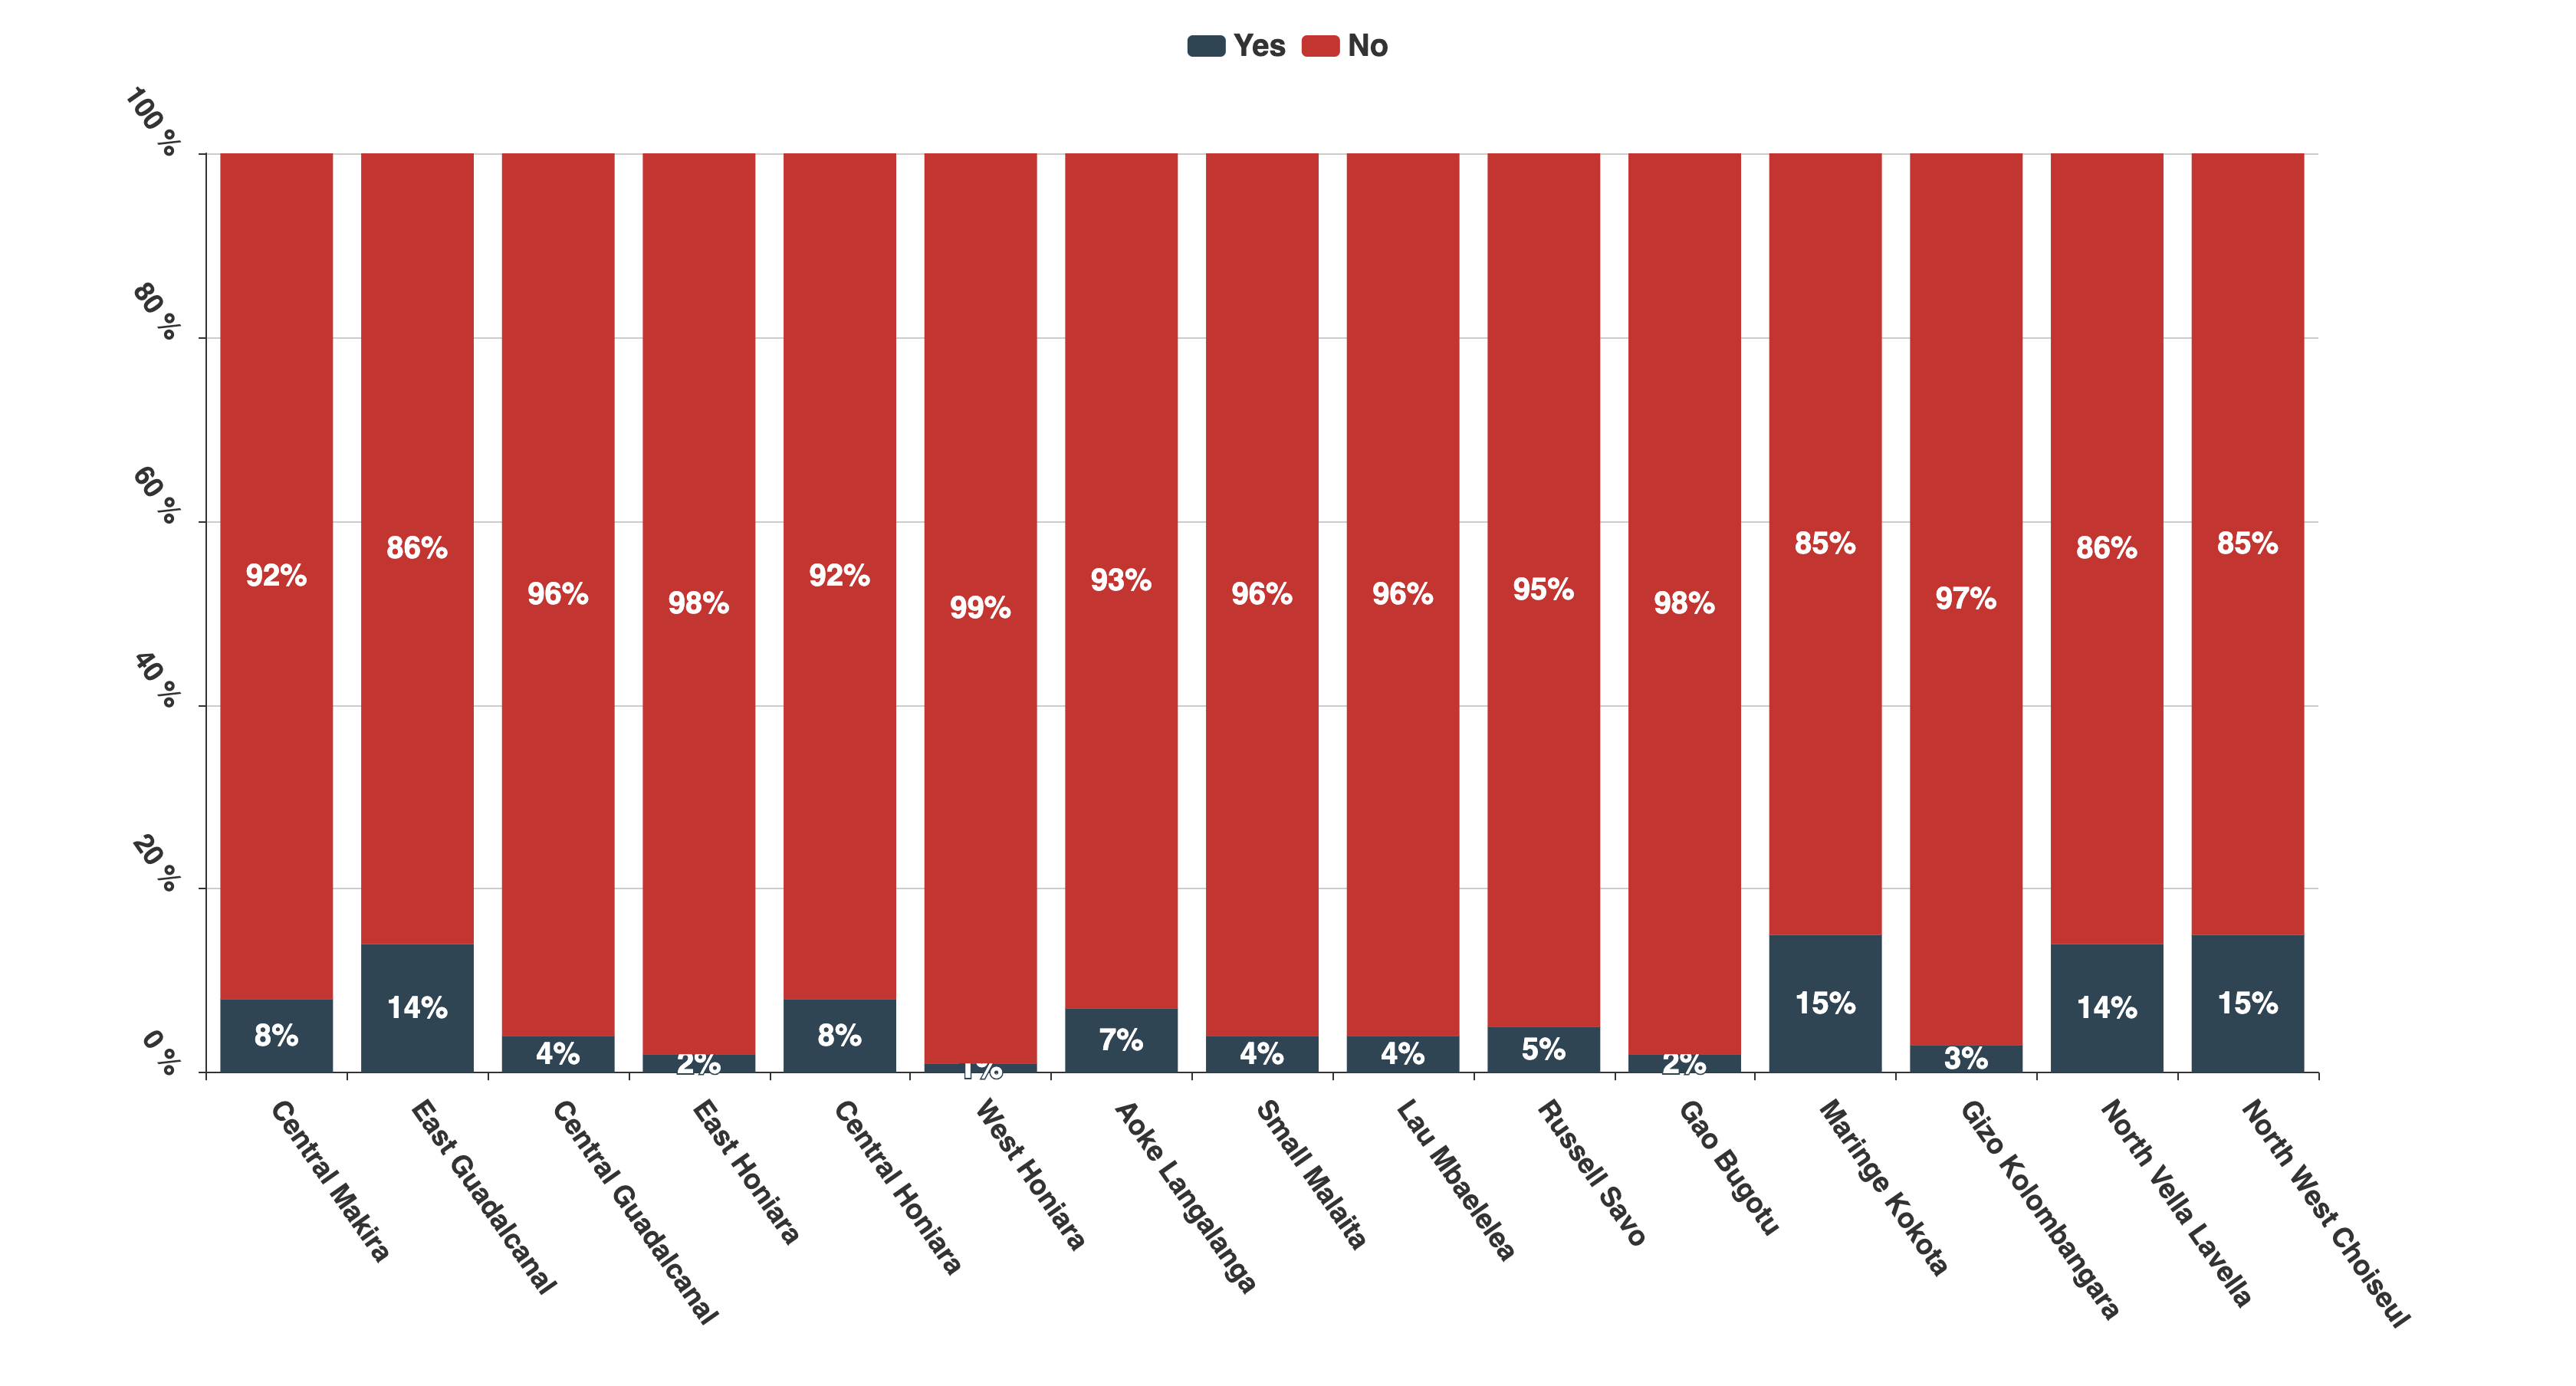 Yes No
100 %
80 %
60 %
40 %
20 %
0 %
92% 86% 96% 98% 92% 99% 93% 96% 96% 95% 98% 85% 97% 86% 85%
8% 14% 4% 2% 8% 1% 7% 4% 4% 5% 2% 15% 3% 14% 15%
Central Makira
East Guadalcanal
Central Guadalcanal
East Honiara
Central Honiara
West Honiara
Aoke Langalanga
Small Malaita
Lau Mbaelelea
Russell Savo
Gao Bugotu
Maringe Kokota
Gizo Kolombangara
North Vella Lavella
North West Choiseul